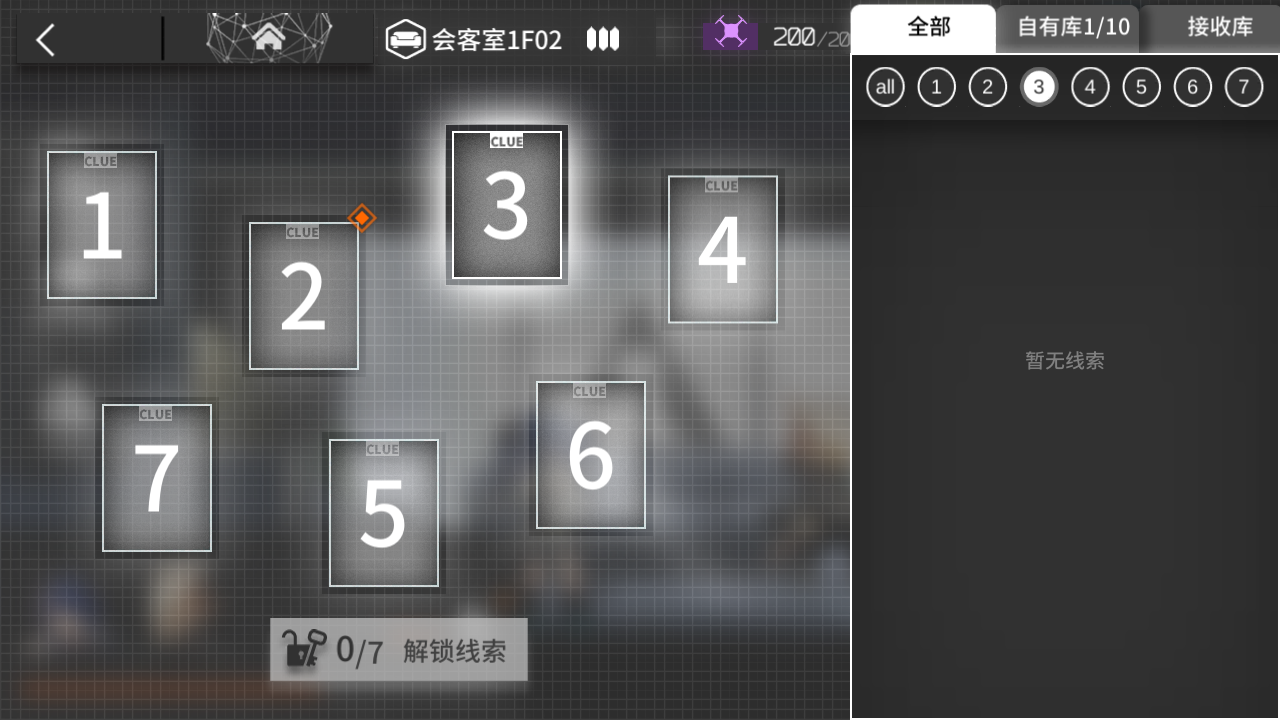 会客室1F02
200/20
全部
自有库1/10
接收库
all 1 2 3 4 5 6 7
CLUE
1
CLUE
2
CLUE
3
CLUE
4
CLUE
7
CLUE
5
CLUE
6
暂无线索
0/7 解锁线索